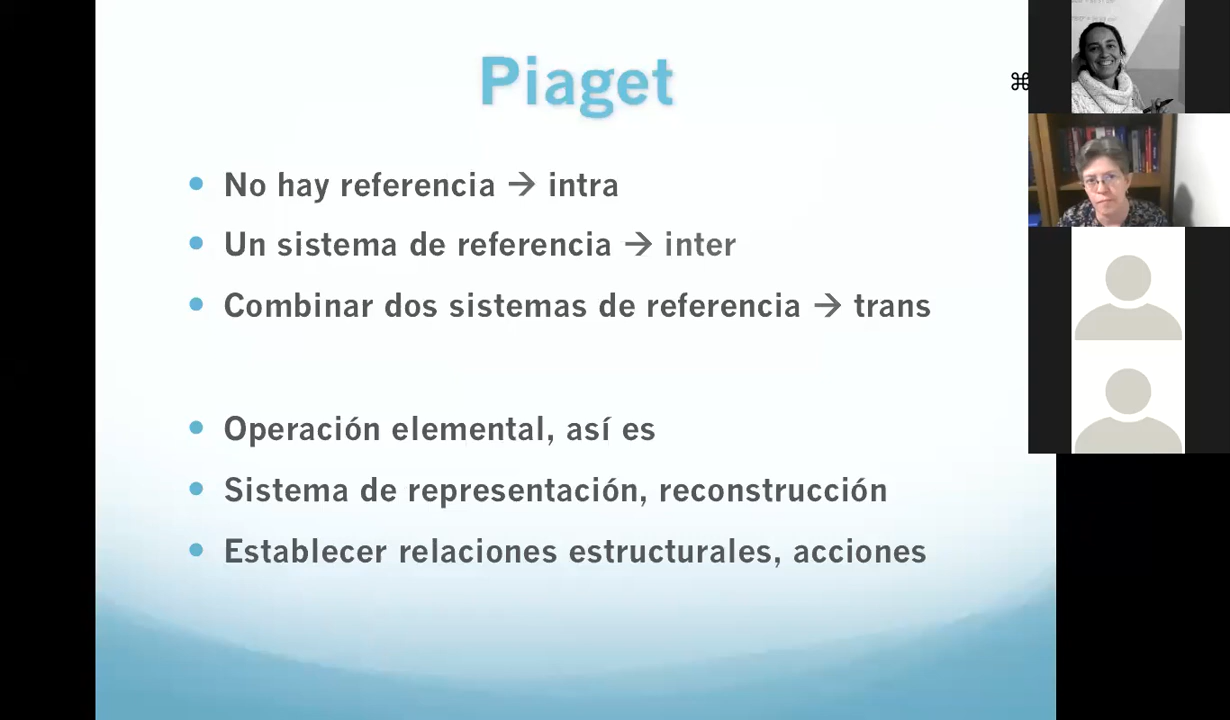 Piaget
⌘
No hay referencia → intra
Un sistema de referencia → inter
Combinar dos sistemas de referencia → trans
Operación elemental, así es
Sistema de representación, reconstrucción
Establecer relaciones estructurales, acciones